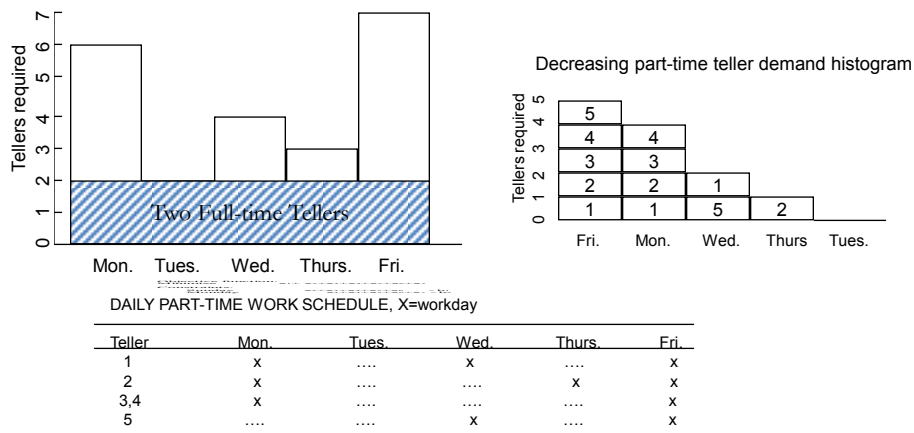 Tellers required
7
6
5
4
3
2
1
0
Two Full-time Tellers
Mon. Tues. Wed. Thurs. Fri.
Decreasing part-time teller demand histogram
Tellers required
5
4
3
2
1
0
5
4 4
3 3
2 2 1
1 1 5 2
Fri. Mon. Wed. Thurs Tues.
DAILY PART-TIME WORK SCHEDULE, X=workday
Teller Mon. Tues. Wed. Thurs. Fri.
1 x .... x .... x
2 x .... .... x x
3,4 x .... .... .... x
5 .... .... x .... x